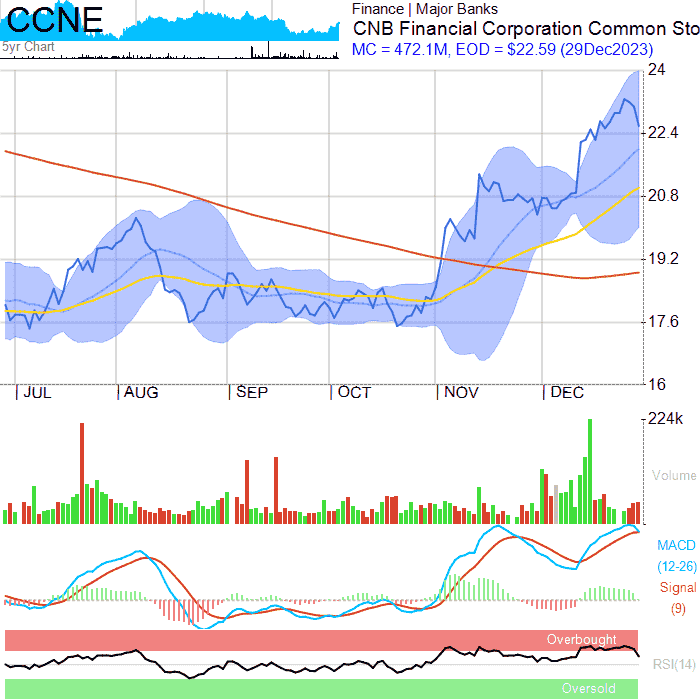 CCNE
5yr Chart
Finance | Major Banks
CNB Financial Corporation Common Sto
MC = 472.1M, EOD = $22.59 (29Dec2023)
24
22.4
20.8
19.2
17.6
16
JUL AUG SEP OCT NOV DEC
224k
Volume
MACD
(12-26)
Signal
(9)
Overbought
RSI(14)
Oversold